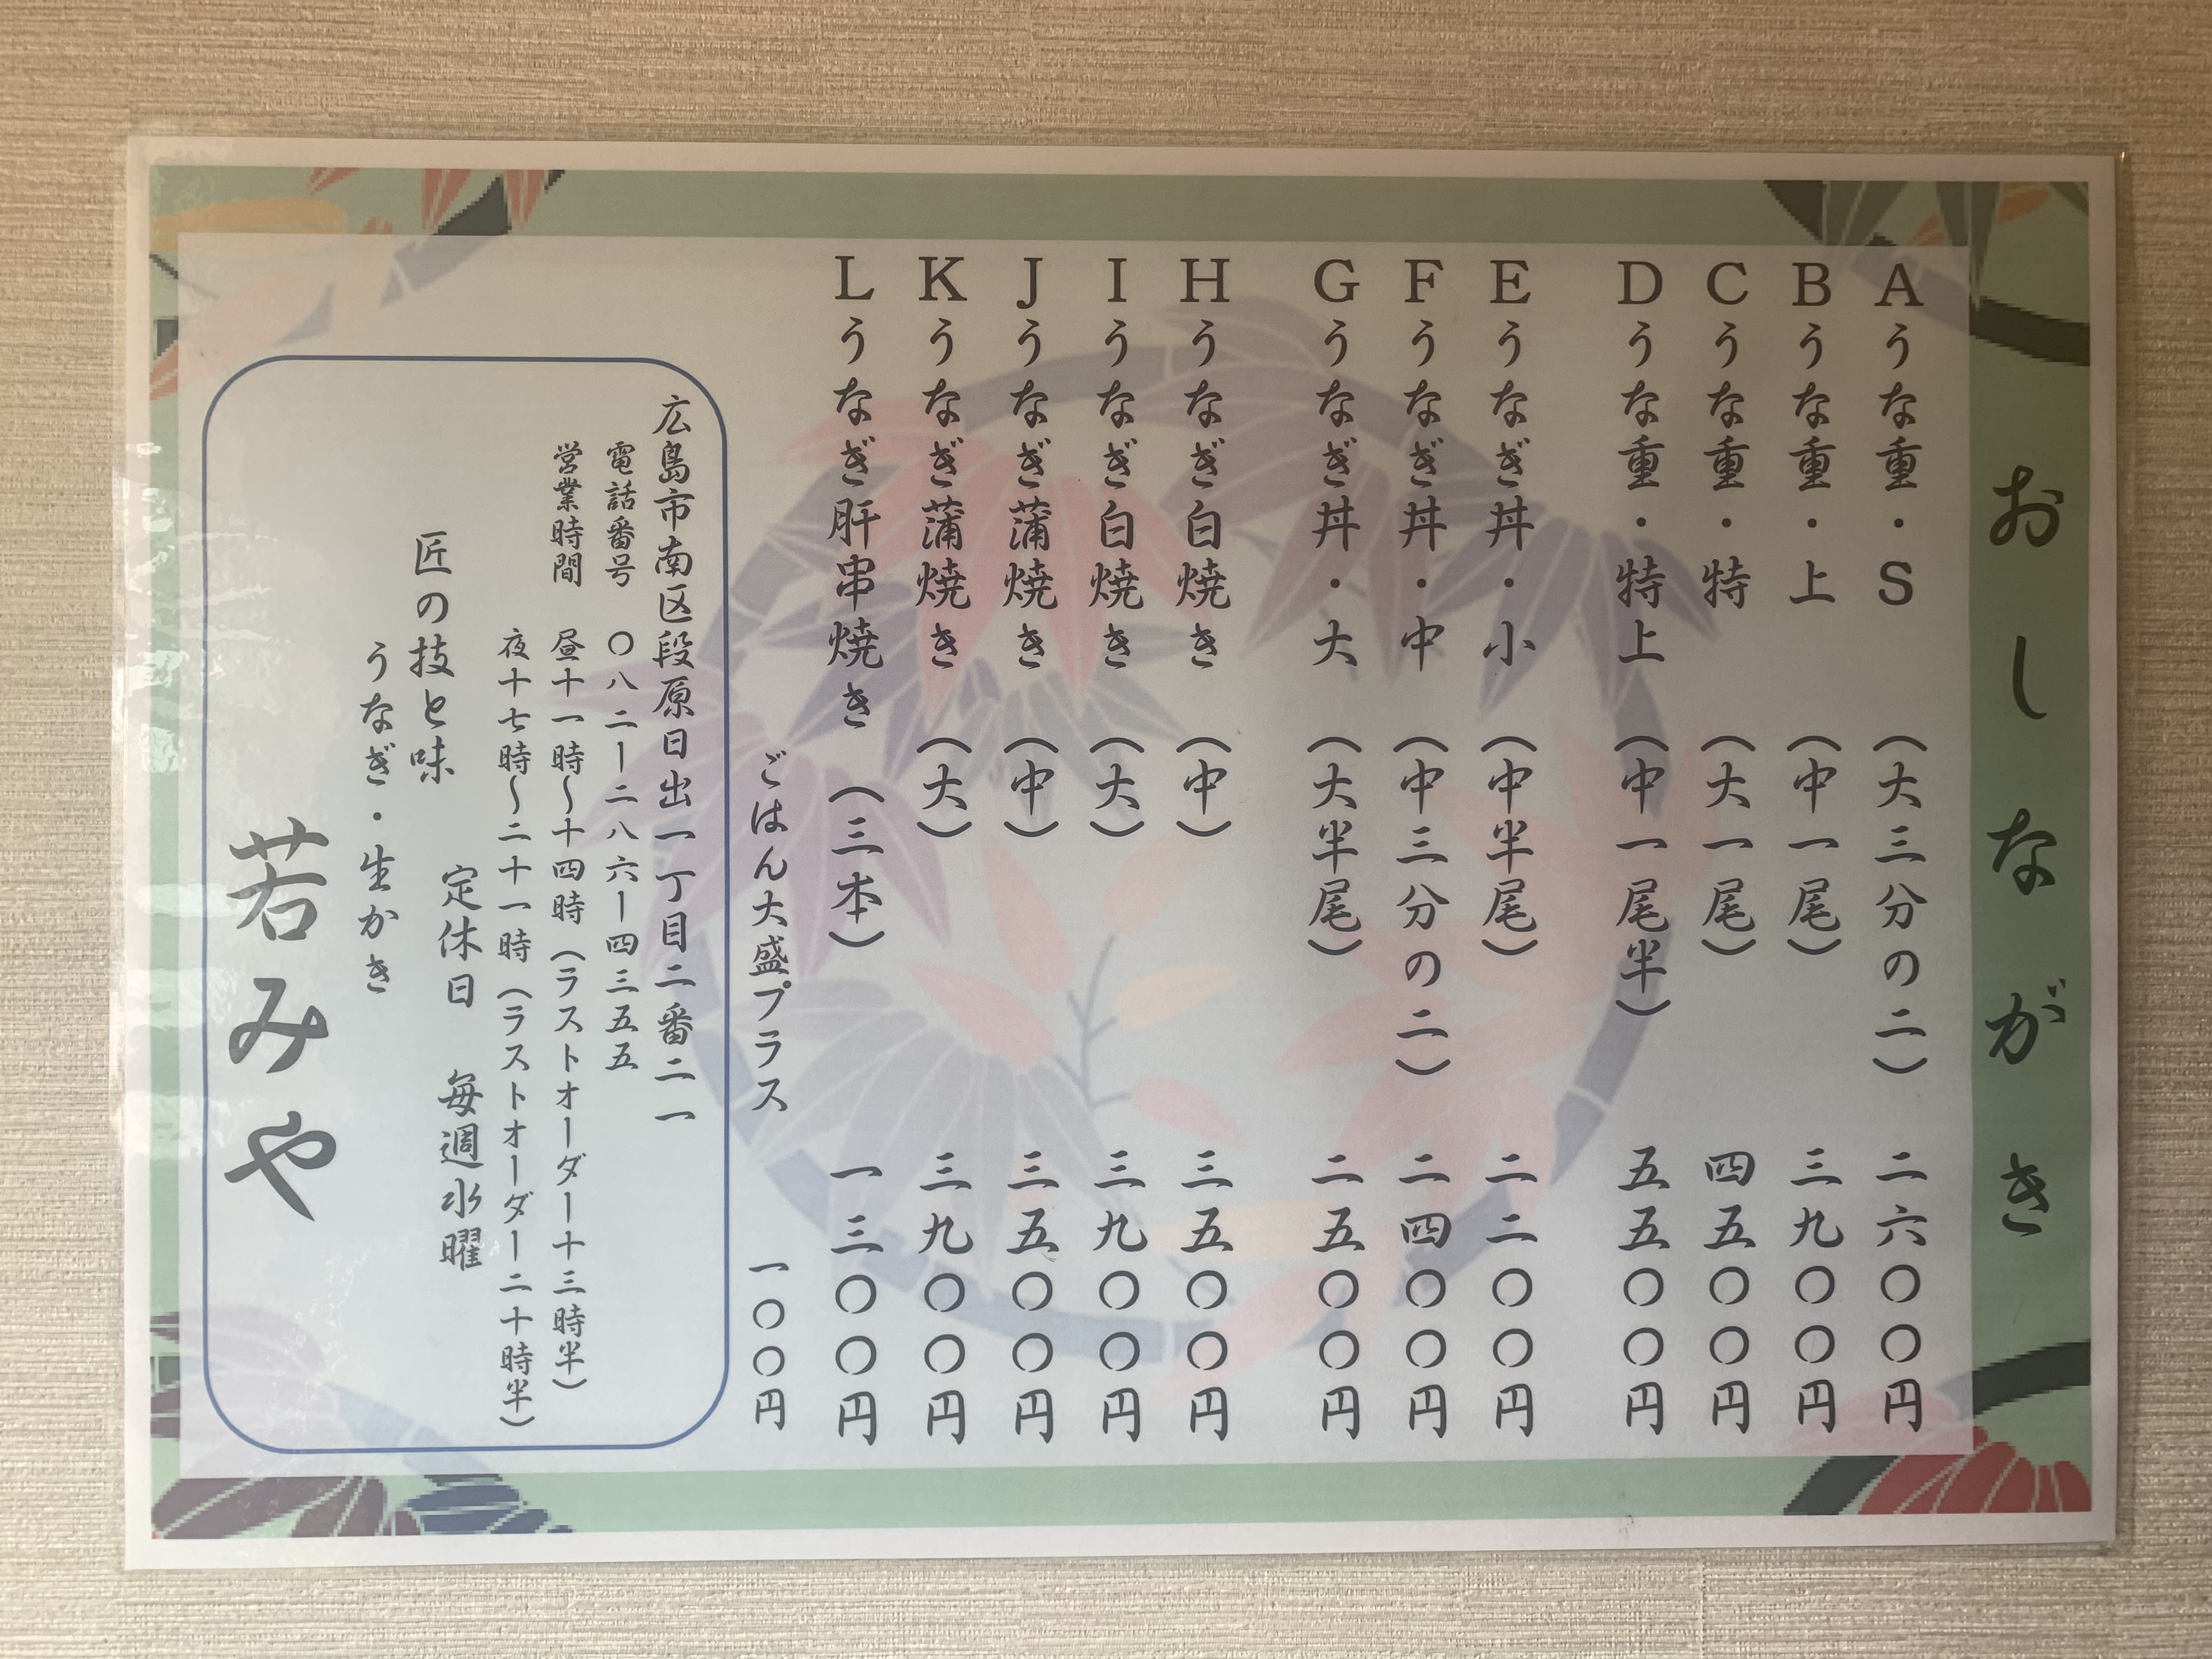 おしながき
Aうな重・S （大三分の二） 二六〇〇円
Bうな重・上 （中一尾） 三九〇〇円
Cうな重・特 （大一尾） 四五〇〇円
Dうな重・特上 （中一尾半） 五五〇〇円
Eうなぎ丼・小 （中半尾） 二二〇〇円
Fうなぎ丼・中 （中三分の二） 二四〇〇円
Gうなぎ丼・大 （大半尾） 二五〇〇円
Hうなぎ白焼き （中） 三五〇〇円
Iうなぎ白焼き （大） 三九〇〇円
Jうなぎ蒲焼き （中） 三五〇〇円
Kうなぎ蒲焼き （大） 三九〇〇円
Lうなぎ肝串焼き （三本） 一三〇〇円
ごはん大盛プラス 一〇〇円
広島市南区段原日出一丁目二番二一
電話番号 〇八二ー二八六ー四三五五
営業時間 昼十一時〜十四時（ラストオーダー十三時半）
夜十七時〜二十一時（ラストオーダー二十時半）
定休日 毎週水曜
匠の技と味
うなぎ・生かき
若みや